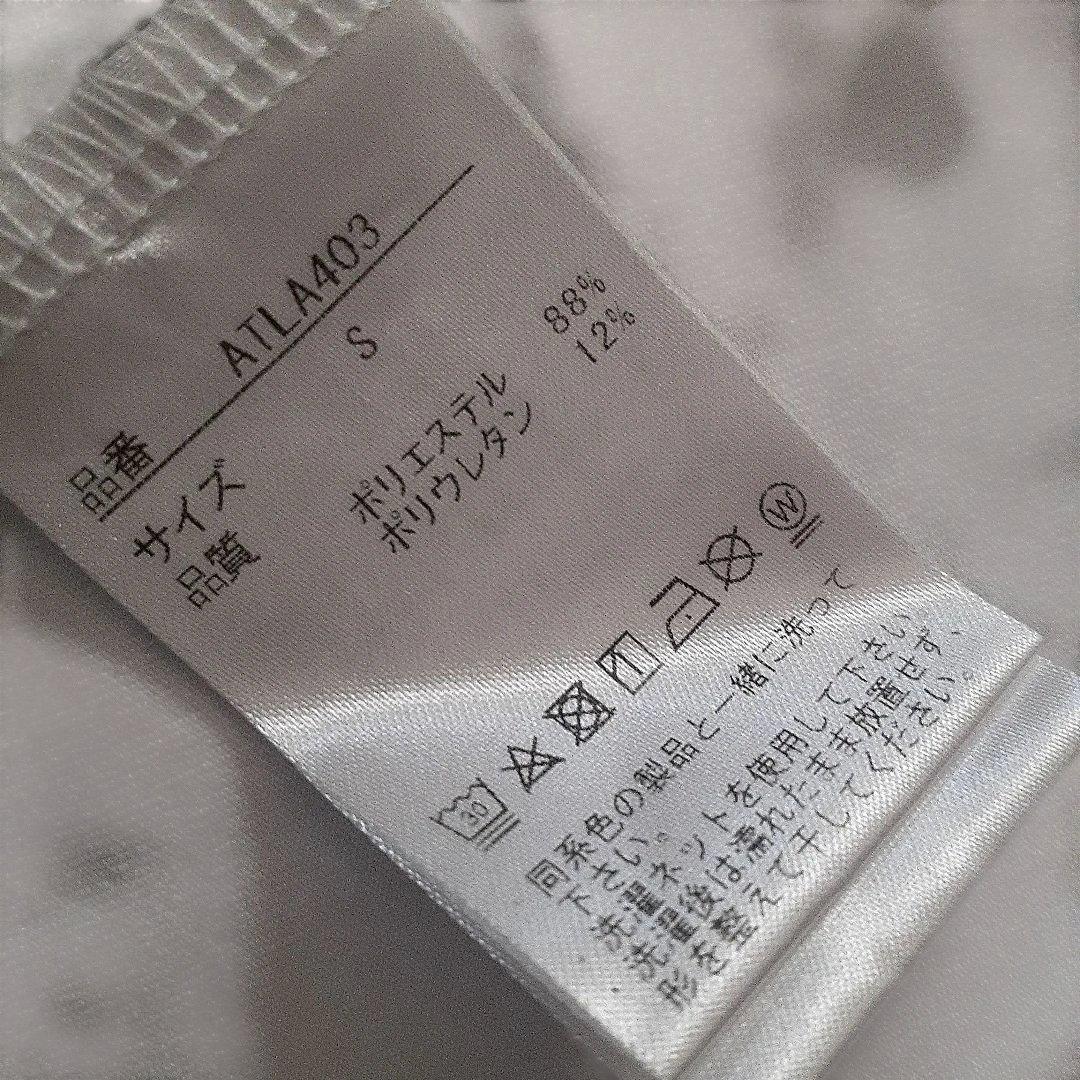 品番 ATLA403
サイズ S
品質 ポリエステル 88%
ポリウレタン 12%
30
W
同系色の製品と一緒に洗って
下さい。
洗濯ネットを使用して下さい
洗濯後は濡れたまま放置せず、
形を整えて干してください。